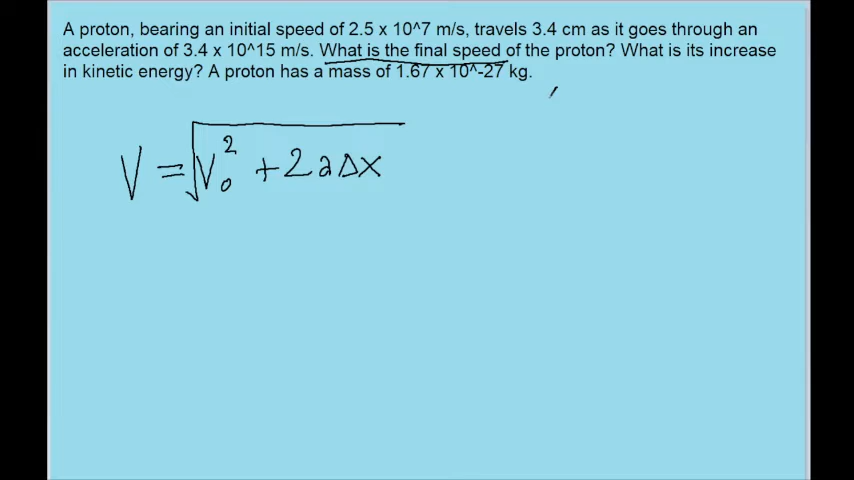 A proton, bearing an initial speed of 2.5 x 10^7 m/s, travels 3.4 cm as it goes through an
acceleration of 3.4 x 10^15 m/s. What is the final speed of the proton? What is its increase
in kinetic energy? A proton has a mass of 1.67 x 10^-27 kg.
V = √V₀² + 2aΔx